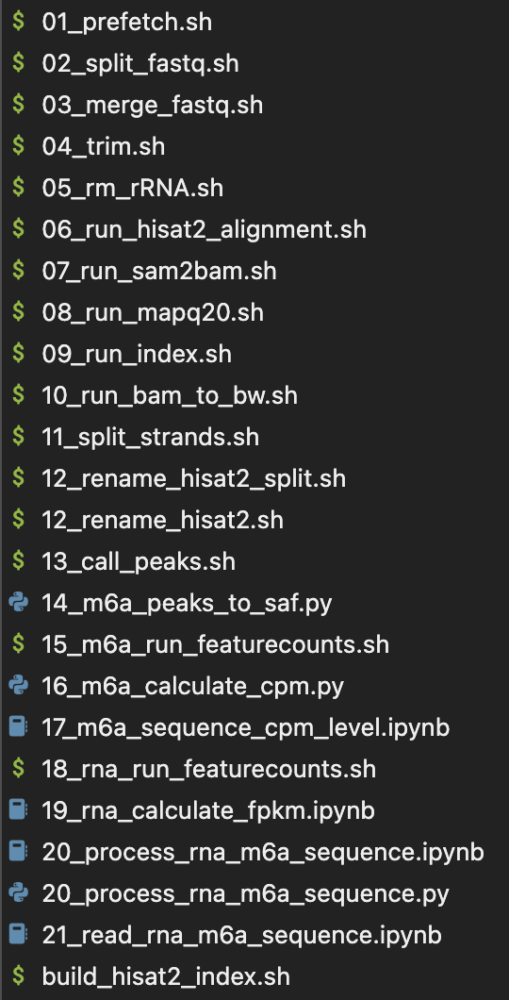 $ 01_prefetch.sh
$ 02_split_fastq.sh
$ 03_merge_fastq.sh
$ 04_trim.sh
$ 05_rm_rRNA.sh
$ 06_run_hisat2_alignment.sh
$ 07_run_sam2bam.sh
$ 08_run_mapq20.sh
$ 09_run_index.sh
$ 10_run_bam_to_bw.sh
$ 11_split_strands.sh
$ 12_rename_hisat2_split.sh
$ 12_rename_hisat2.sh
$ 13_call_peaks.sh
14_m6a_peaks_to_saf.py
$ 15_m6a_run_featurecounts.sh
16_m6a_calculate_cpm.py
17_m6a_sequence_cpm_level.ipynb
$ 18_rna_run_featurecounts.sh
19_rna_calculate_fpkm.ipynb
20_process_rna_m6a_sequence.ipynb
20_process_rna_m6a_sequence.py
21_read_rna_m6a_sequence.ipynb
$ build_hisat2_index.sh